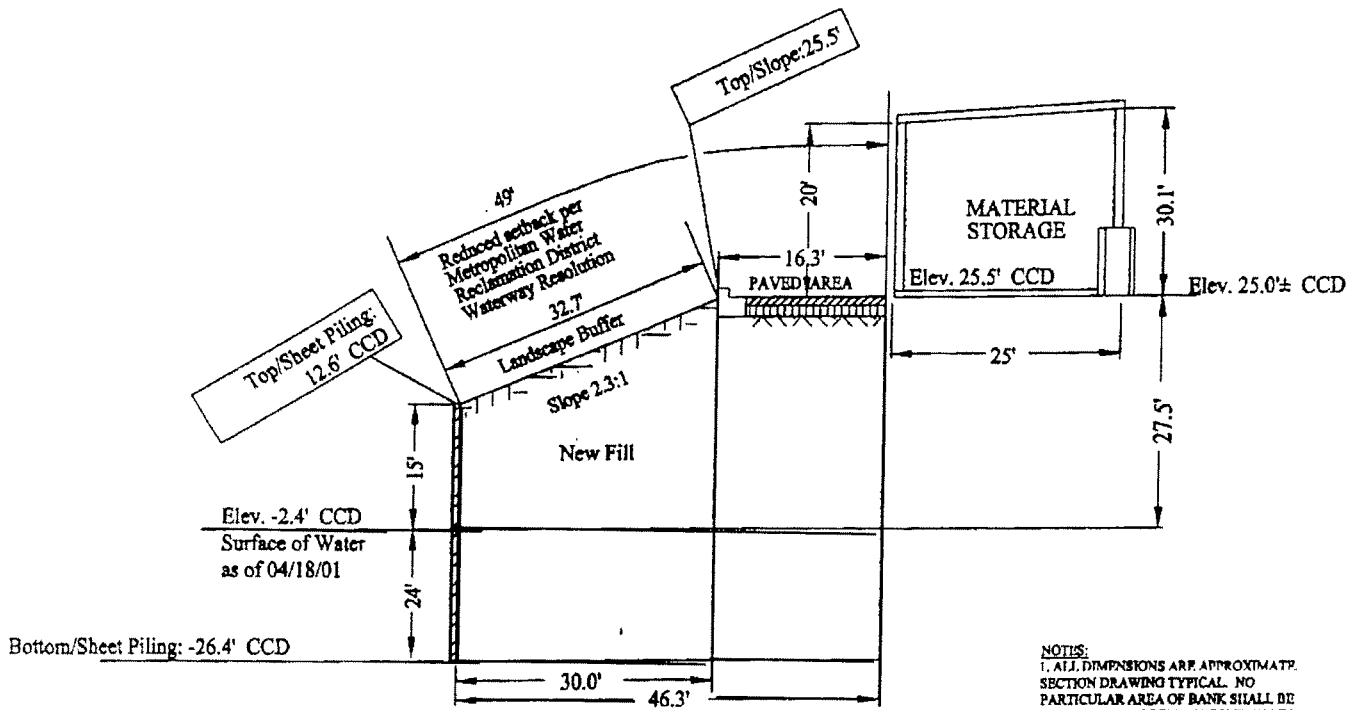 Top/Slope:25.5'
49'
Reduced setback per
Metropolitan Water
Reclamation District
Waterway Resolution
32.7'
Landscape Buffer
Slope 2.3:1
Top/Sheet Piling:
12.6' CCD
20'
16.3'
PAVED AREA
MATERIAL
STORAGE
30.1'
Elev. 25.5' CCD
Elev. 25.0'± CCD
25'
27.5'
New Fill
15'
Elev. -2.4' CCD
Surface of Water
as of 04/18/01
24'
Bottom/Sheet Piling: -26.4' CCD
30.0'
46.3'
NOTES:
1. ALL DIMENSIONS ARE APPROXIMATE.
SECTION DRAWING TYPICAL. NO
PARTICULAR AREA OF BANK SHALL BE